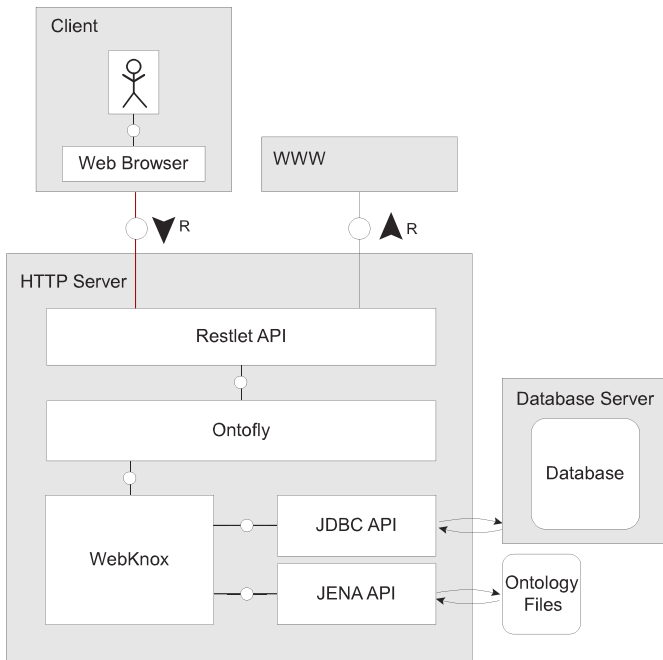 Client
Web Browser
WWW
R
R
HTTP Server
Restlet API
Ontofly
Database Server
Database
WebKnox
JDBC API
JENA API
Ontology
Files